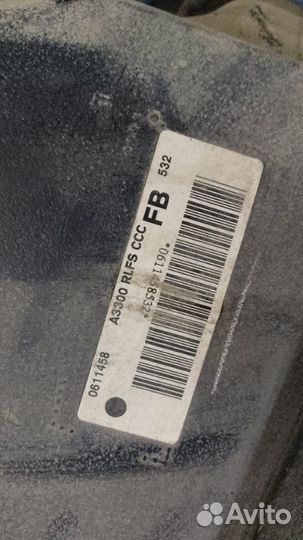 0611458
A3300 RLFS CCC
FB
532
*0611458532*
Avito